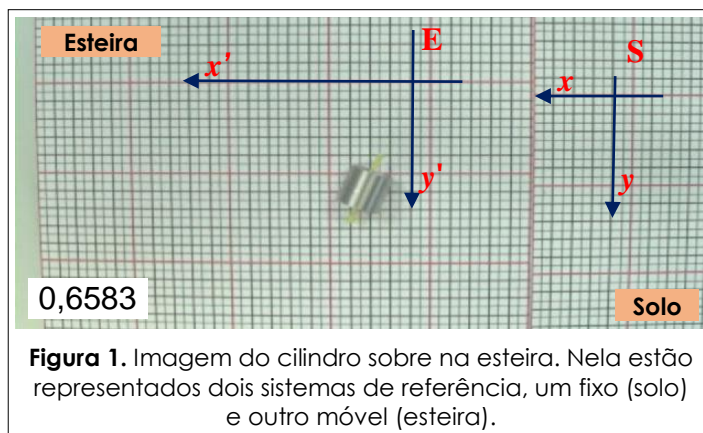 Esteira
E
S
x'
x
y'
y
0,6583
Solo
Figura 1. Imagem do cilindro sobre na esteira. Nela estão
representados dois sistemas de referência, um fixo (solo)
e outro móvel (esteira).